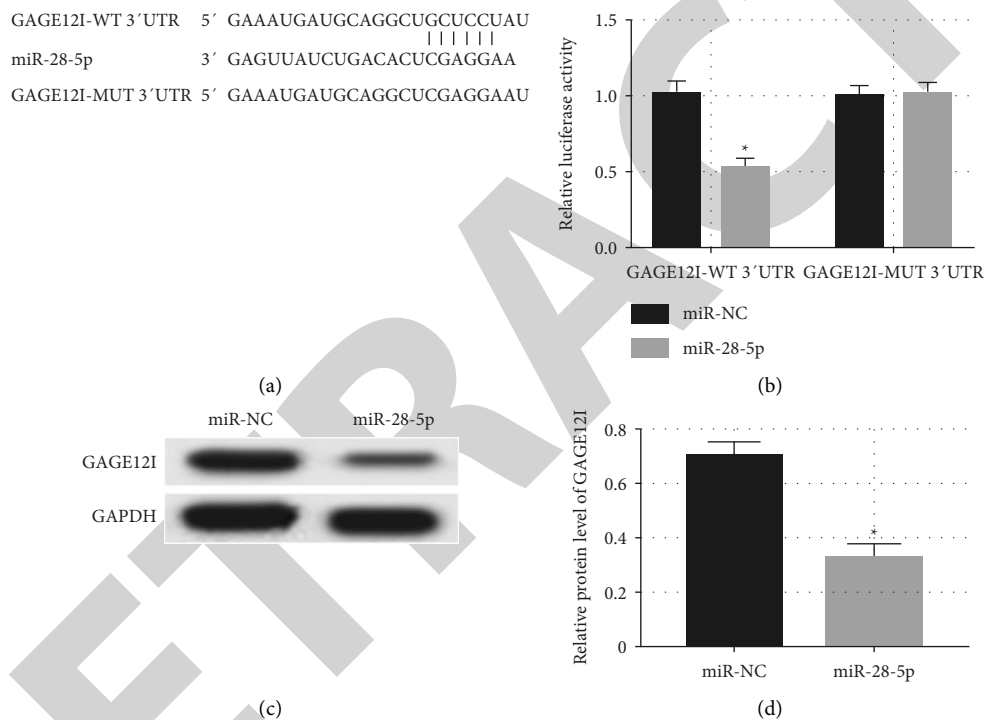 GAGE12I-WT 3´UTR 5´ GAAAUGAUGCAGGCUGCUCCUAU
miR-28-5p 3´ GAGUUAUCUGACACUCGAGGAA
GAGE12I-MUT 3´UTR 5´ GAAAUGAUGCAGGCUCGAGGAAU
(a)
Relative luciferase activity
1.5
1.0
0.5
0.0
*
GAGE12I-WT 3´UTR GAGE12I-MUT 3´UTR
miR-NC
miR-28-5p
(b)
miR-NC miR-28-5p
GAGE12I
GAPDH
(c)
Relative protein level of GAGE12I
0.8
0.6
0.4
0.2
0
*
miR-NC miR-28-5p
(d)